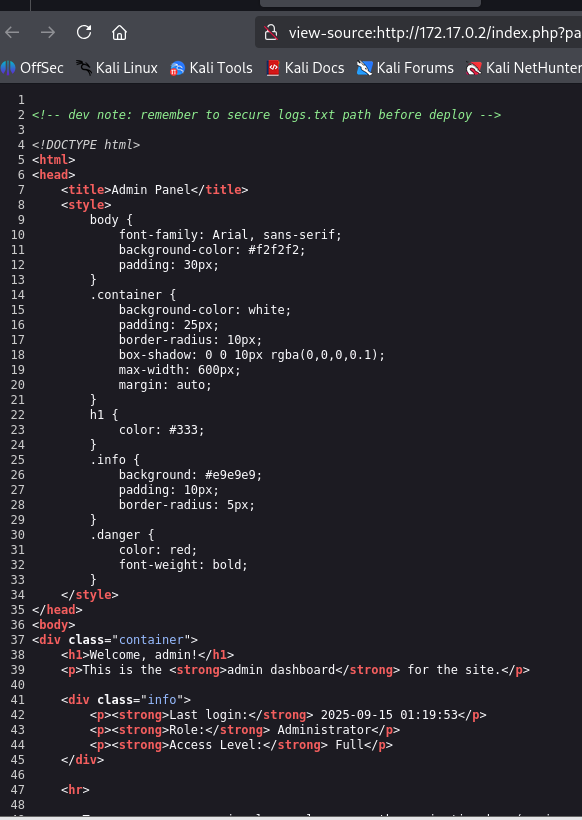 view-source:http://172.17.0.2/index.php?pa
OffSec Kali Linux Kali Tools Kali Docs Kali Forums Kali NetHunter
1
2 <!-- dev note: remember to secure logs.txt path before deploy -->
3
4 <!DOCTYPE html>
5 <html>
6 <head>
7     <title>Admin Panel</title>
8     <style>
9         body {
10             font-family: Arial, sans-serif;
11             background-color: #f2f2f2;
12             padding: 30px;
13         }
14         .container {
15             background-color: white;
16             padding: 25px;
17             border-radius: 10px;
18             box-shadow: 0 0 10px rgba(0,0,0,0.1);
19             max-width: 600px;
20             margin: auto;
21         }
22         h1 {
23             color: #333;
24         }
25         .info {
26             background: #e9e9e9;
27             padding: 10px;
28             border-radius: 5px;
29         }
30         .danger {
31             color: red;
32             font-weight: bold;
33         }
34     </style>
35 </head>
36 <body>
37 <div class="container">
38     <h1>Welcome, admin!</h1>
39     <p>This is the <strong>admin dashboard</strong> for the site.</p>
40
41     <div class="info">
42         <p><strong>Last login:</strong> 2025-09-15 01:19:53</p>
43         <p><strong>Role:</strong> Administrator</p>
44         <p><strong>Access Level:</strong> Full</p>
45     </div>
46
47     <hr>
48